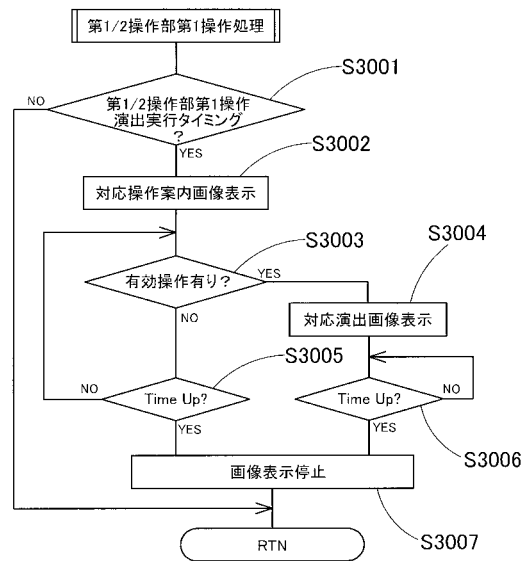 第1/2操作部第1操作処理
S3001
NO
第1/2操作部第1操作
演出実行タイミング
?
YES
S3002
対応操作案内画像表示
S3003
有効操作有り?
YES
NO
S3004
対応演出画像表示
S3005
NO
Time Up?
YES
Time Up?
NO
YES
S3006
画像表示停止
S3007
RTN